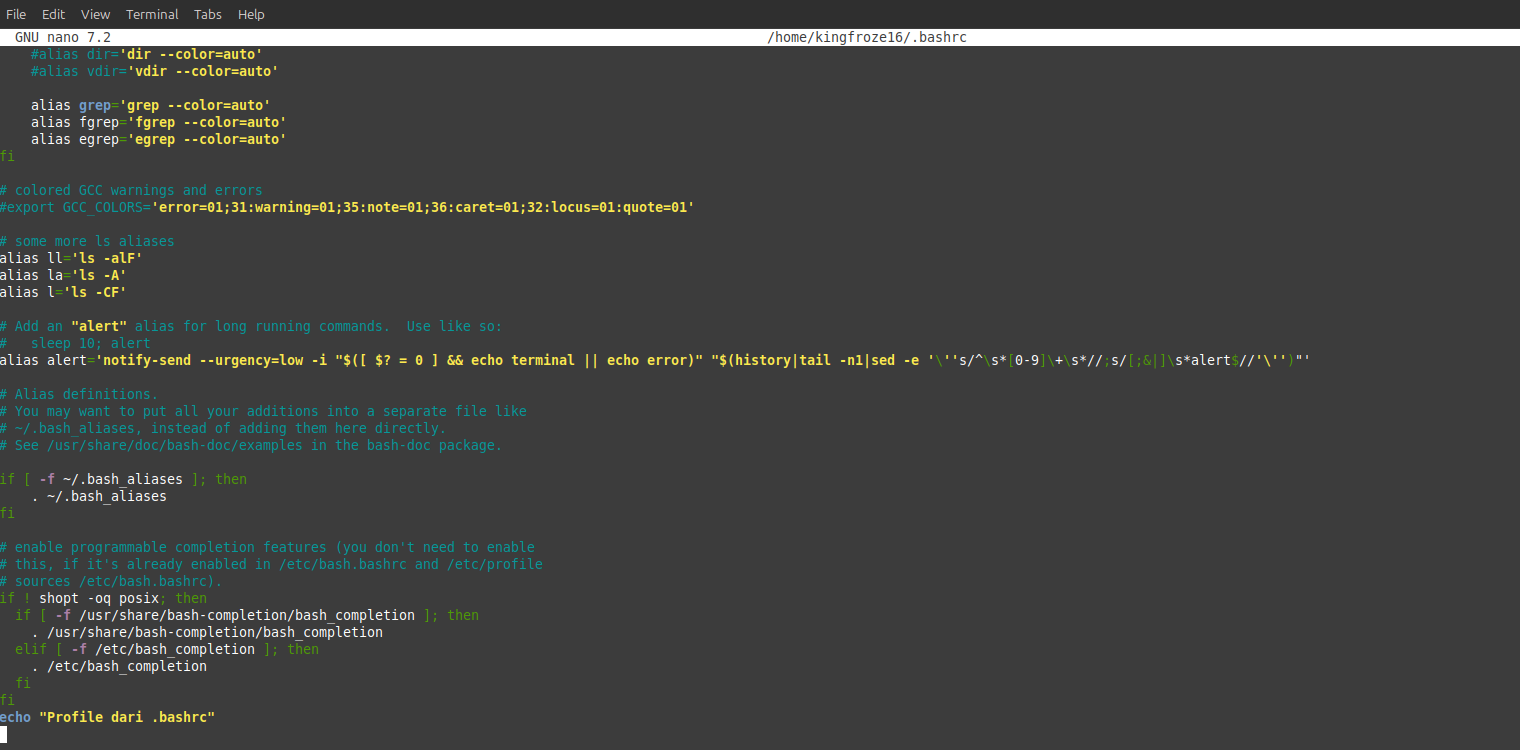 File Edit View Terminal Tabs Help
GNU nano 7.2 /home/kingfroze16/.bashrc
    #alias dir='dir --color=auto'
    #alias vdir='vdir --color=auto'

    alias grep='grep --color=auto'
    alias fgrep='fgrep --color=auto'
    alias egrep='egrep --color=auto'
fi

# colored GCC warnings and errors
#export GCC_COLORS='error=01;31:warning=01;35:note=01;36:caret=01;32:locus=01:quote=01'

# some more ls aliases
alias ll='ls -alF'
alias la='ls -A'
alias l='ls -CF'

# Add an "alert" alias for long running commands.  Use like so:
#   sleep 10; alert
alias alert='notify-send --urgency=low -i "$([ $? = 0 ] && echo terminal || echo error)" "$(history|tail -n1|sed -e '\''s/^\s*[0-9]\+\s*//;s/[;&|]\s*alert$//'\'')"'

# Alias definitions.
# You may want to put all your additions into a separate file like
# ~/.bash_aliases, instead of adding them here directly.
# See /usr/share/doc/bash-doc/examples in the bash-doc package.

if [ -f ~/.bash_aliases ]; then
    . ~/.bash_aliases
fi

# enable programmable completion features (you don't need to enable
# this, if it's already enabled in /etc/bash.bashrc and /etc/profile
# sources /etc/bash.bashrc).
if ! shopt -oq posix; then
  if [ -f /usr/share/bash-completion/bash_completion ]; then
    . /usr/share/bash-completion/bash_completion
  elif [ -f /etc/bash_completion ]; then
    . /etc/bash_completion
  fi
fi
echo "Profile dari .bashrc"